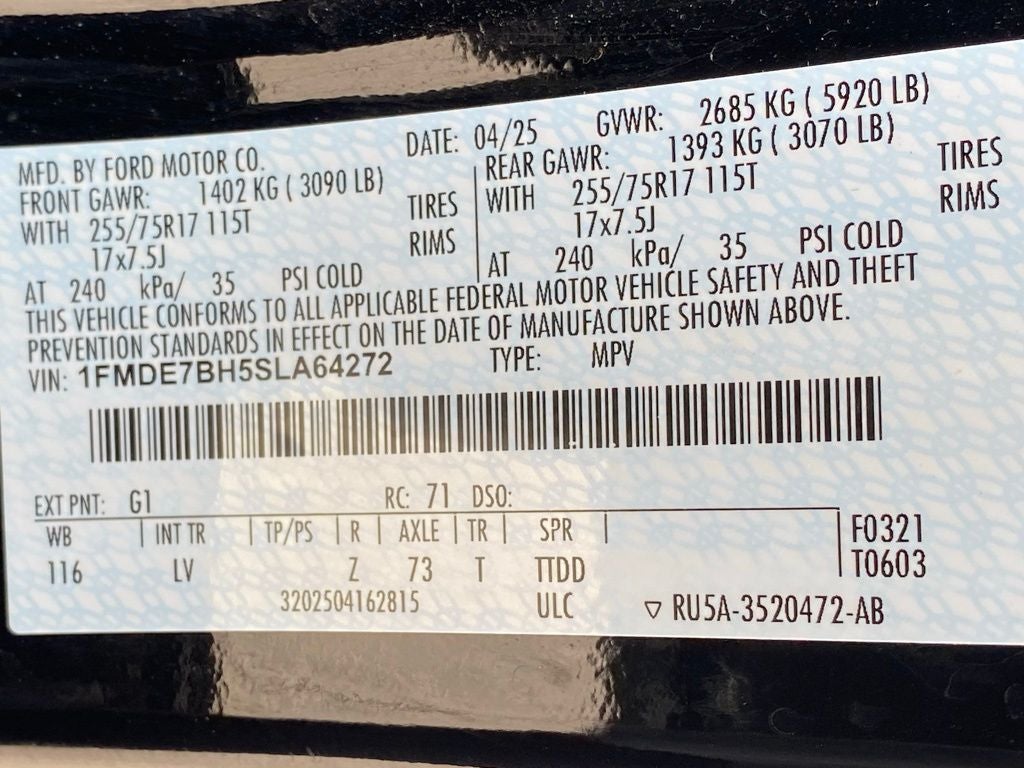 MFD. BY FORD MOTOR CO. DATE: 04/25 GVWR: 2685 KG ( 5920 LB)
FRONT GAWR: 1402 KG ( 3090 LB) REAR GAWR: 1393 KG ( 3070 LB)
WITH 255/75R17 115T TIRES WITH 255/75R17 115T TIRES
17x7.5J RIMS 17x7.5J RIMS
AT 240 kPa/ 35 PSI COLD AT 240 kPa/ 35 PSI COLD
THIS VEHICLE CONFORMS TO ALL APPLICABLE FEDERAL MOTOR VEHICLE SAFETY AND THEFT
PREVENTION STANDARDS IN EFFECT ON THE DATE OF MANUFACTURE SHOWN ABOVE.
VIN: 1FMDE7BH5SLA64272 TYPE: MPV
EXT PNT: G1 RC: 71 DSO:
WB INT TR TP/PS R AXLE TR SPR F0321
116 LV Z 73 T TTDD T0603
3202504162815 ULC ▽ RU5A-3520472-AB